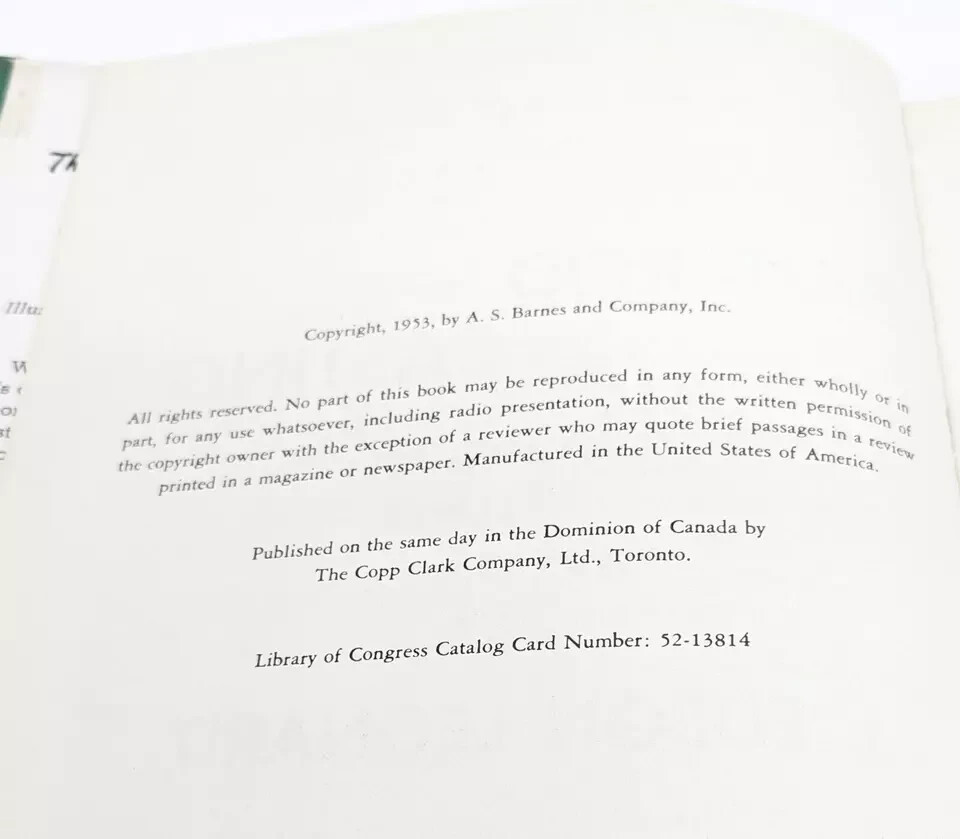 Th
Illus
W
Copyright, 1953, by A. S. Barnes and Company, Inc.
All rights reserved. No part of this book may be reproduced in any form, either wholly or in
part, for any use whatsoever, including radio presentation, without the written permission of
the copyright owner with the exception of a reviewer who may quote brief passages in a review
printed in a magazine or newspaper. Manufactured in the United States of America.
Published on the same day in the Dominion of Canada by
The Copp Clark Company, Ltd., Toronto.
Library of Congress Catalog Card Number: 52-13814